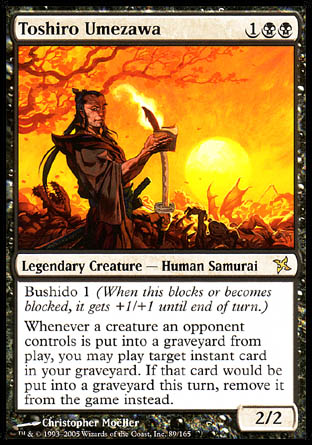 Toshiro Umezawa 1
Legendary Creature — Human Samurai
Bushido 1 (When this blocks or becomes
blocked, it gets +1/+1 until end of turn.)
Whenever a creature an opponent
controls is put into a graveyard from
play, you may play target instant card
in your graveyard. If that card would be
put into a graveyard this turn, remove it
from the game instead.
Christopher Moeller
2/2
™ & © 1993–2005 Wizards of the Coast, Inc. 89/165